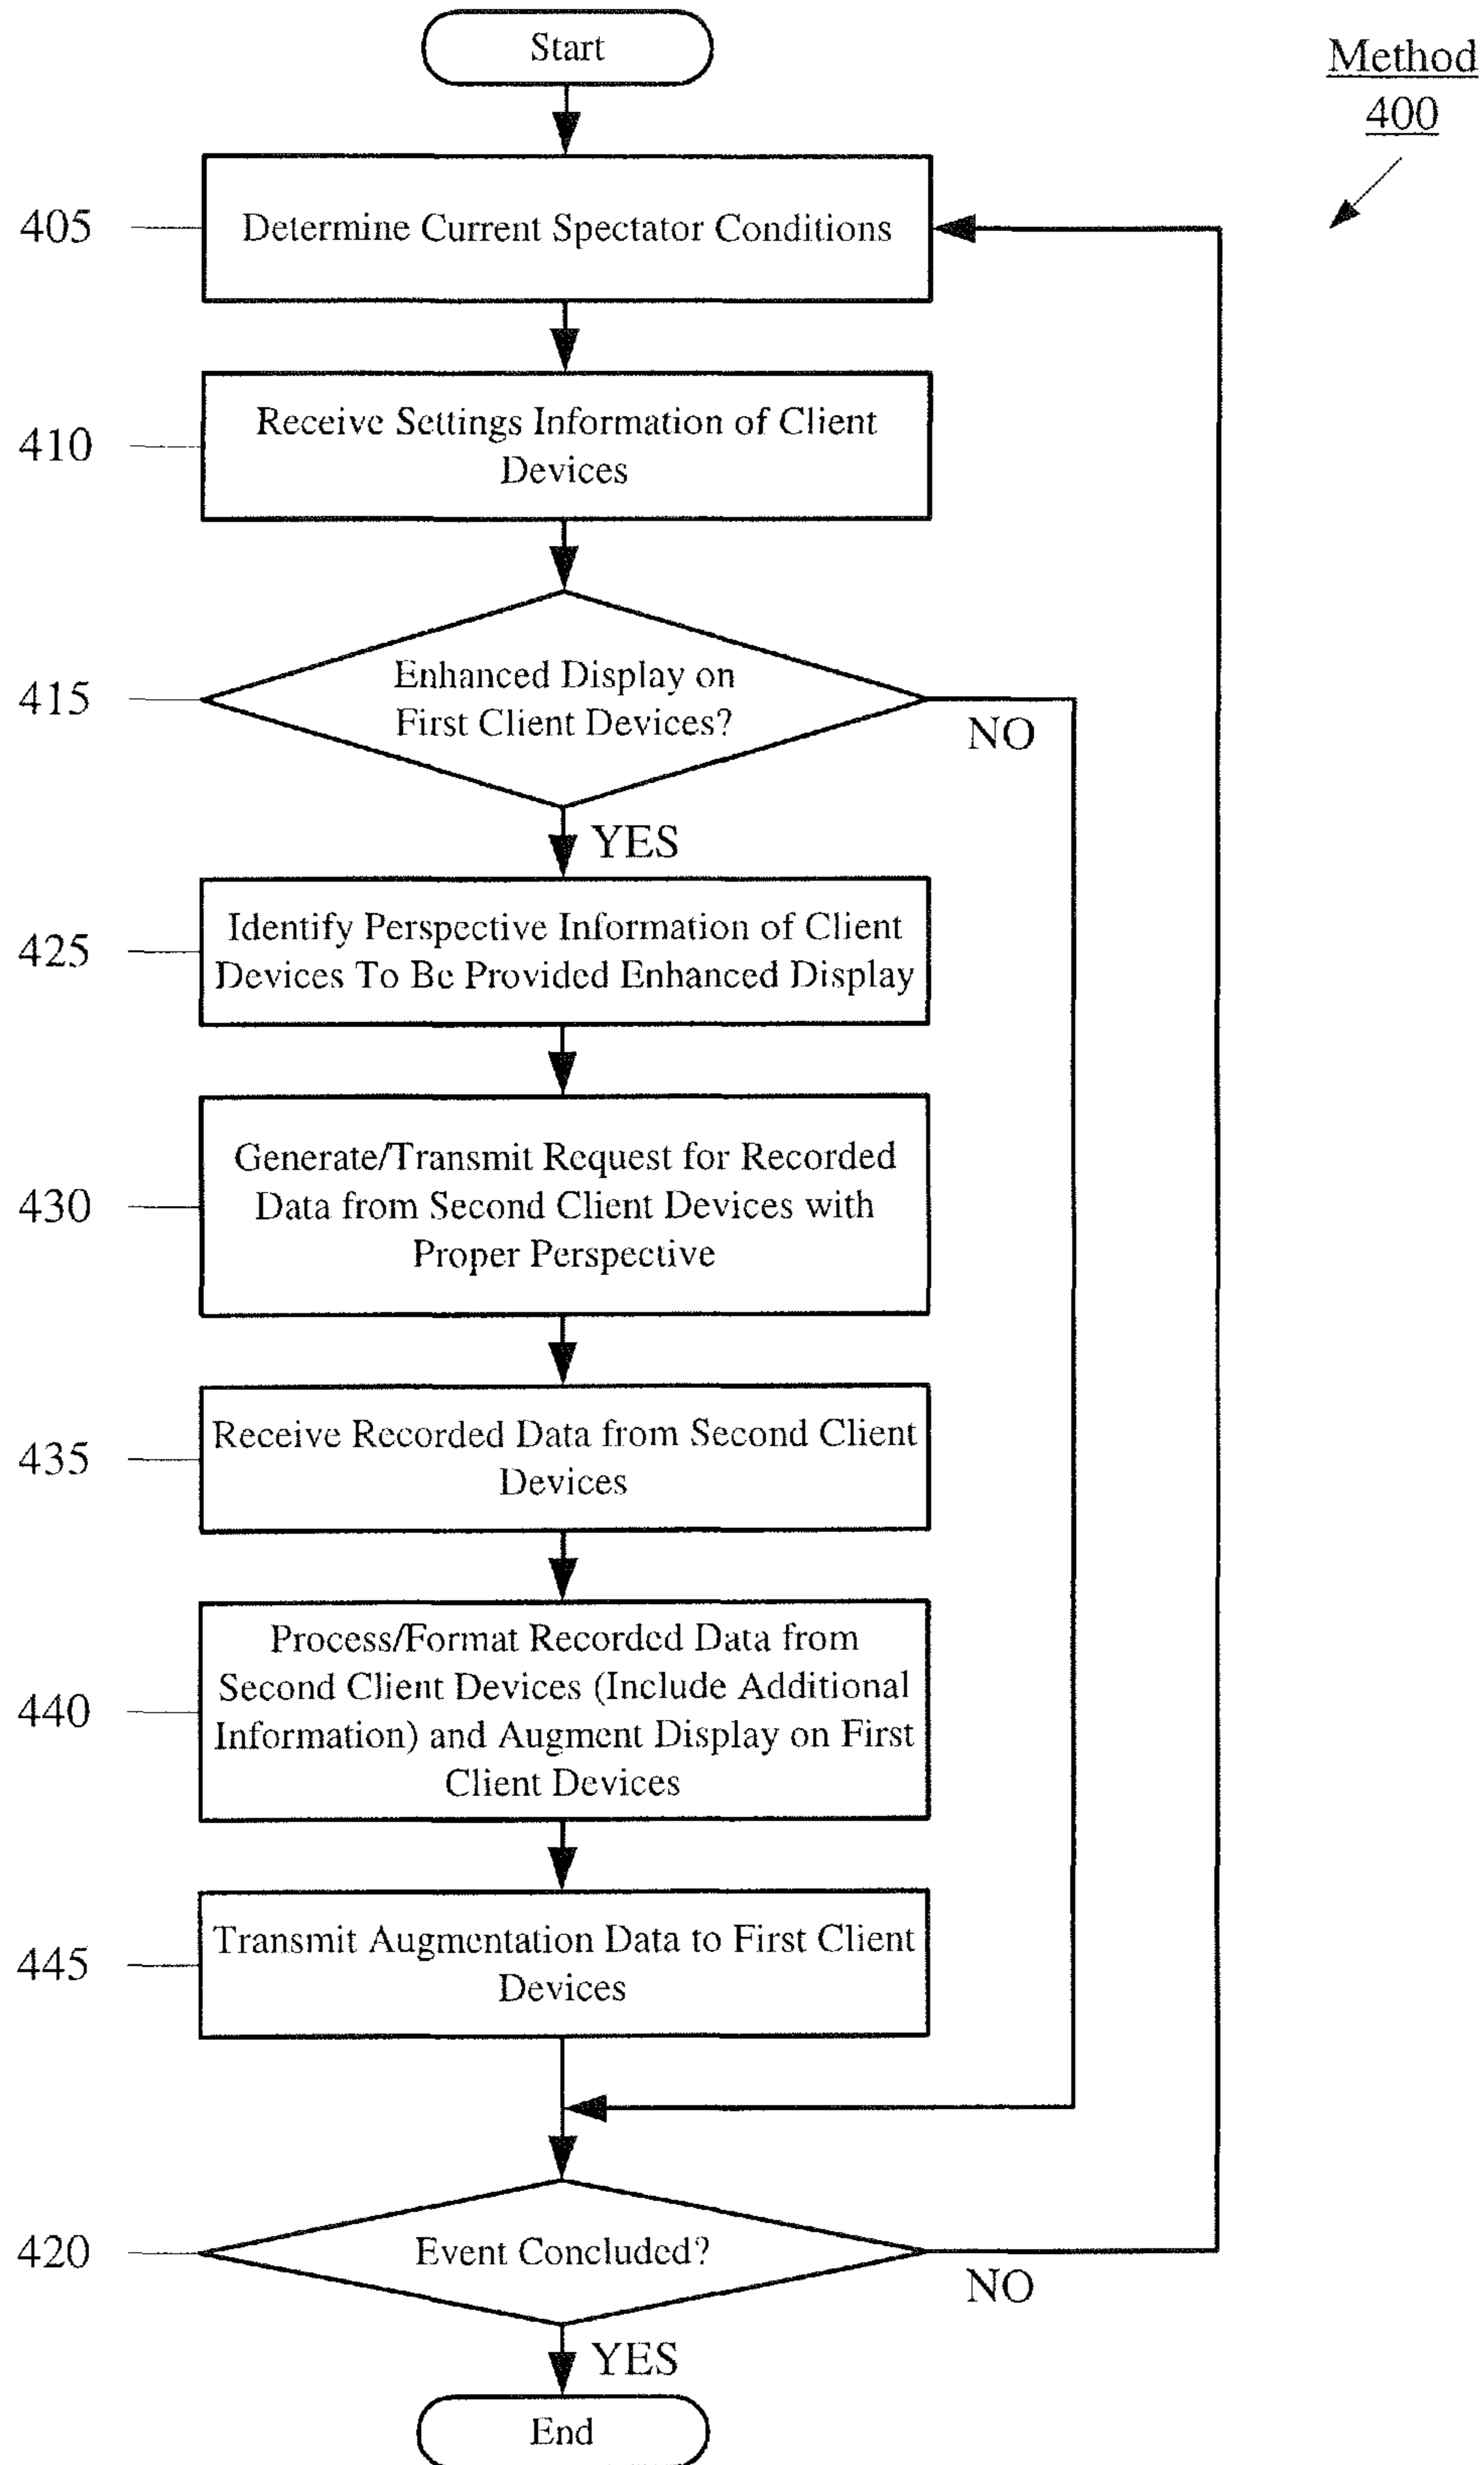 Start
Method
400
405
Determine Current Spectator Conditions
410
Receive Settings Information of Client
Devices
415
Enhanced Display on
First Client Devices?
NO
YES
425
Identify Perspective Information of Client
Devices To Be Provided Enhanced Display
430
Generate/Transmit Request for Recorded
Data from Second Client Devices with
Proper Perspective
435
Receive Recorded Data from Second Client
Devices
440
Process/Format Recorded Data from
Second Client Devices (Include Additional
Information) and Augment Display on First
Client Devices
445
Transmit Augmentation Data to First Client
Devices
420
Event Concluded?
NO
YES
End